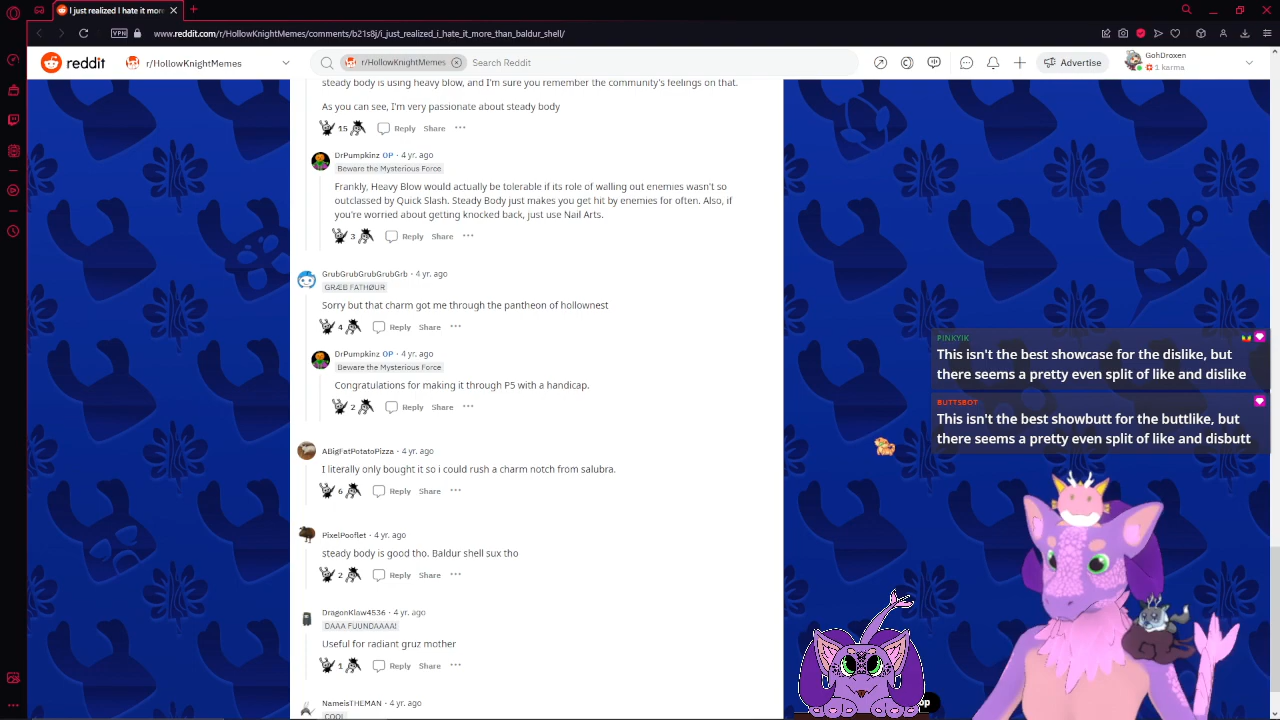 I just realized I hate it more
VPN
www.reddit.com/r/HollowKnightMemes/comments/b21s8j/i_just_realized_i_hate_it_more_than_baldur_shell/
reddit
r/HollowKnightMemes
r/HollowKnightMemes
Search Reddit
Advertise
GohDroxen
1 karma
steady body is using heavy blow, and I'm sure you remember the community's feelings on that.
As you can see, I'm very passionate about steady body
15
Reply
Share
DrPumpkinz OP · 4 yr. ago
Beware the Mysterious Force
Frankly, Heavy Blow would actually be tolerable if its role of walling out enemies wasn't so
outclassed by Quick Slash. Steady Body just makes you get hit by enemies for often. Also, if
you're worried about getting knocked back, just use Nail Arts.
3
Reply
Share
GrubGrubGrubGrubGrb · 4 yr. ago
GRÆB FATHØUR
Sorry but that charm got me through the pantheon of hollownest
4
Reply
Share
DrPumpkinz OP · 4 yr. ago
Beware the Mysterious Force
Congratulations for making it through P5 with a handicap.
2
Reply
Share
ABigFatPotatoPizza · 4 yr. ago
I literally only bought it so i could rush a charm notch from salubra.
6
Reply
Share
PixelPooflet · 4 yr. ago
steady body is good tho. Baldur shell sux tho
2
Reply
Share
DragonKlaw4536 · 4 yr. ago
DAAA FUUNDAAAA!
Useful for radiant gruz mother
1
Reply
Share
NameisTHEMAN · 4 yr. ago
COOL
PINKYIK
This isn't the best showcase of the dislike, but
there seems a pretty even split of like and dislike
BUTTSBOT
This isn't the best showbutt of the buttlike, but
there seems a pretty even split of like and disbutt